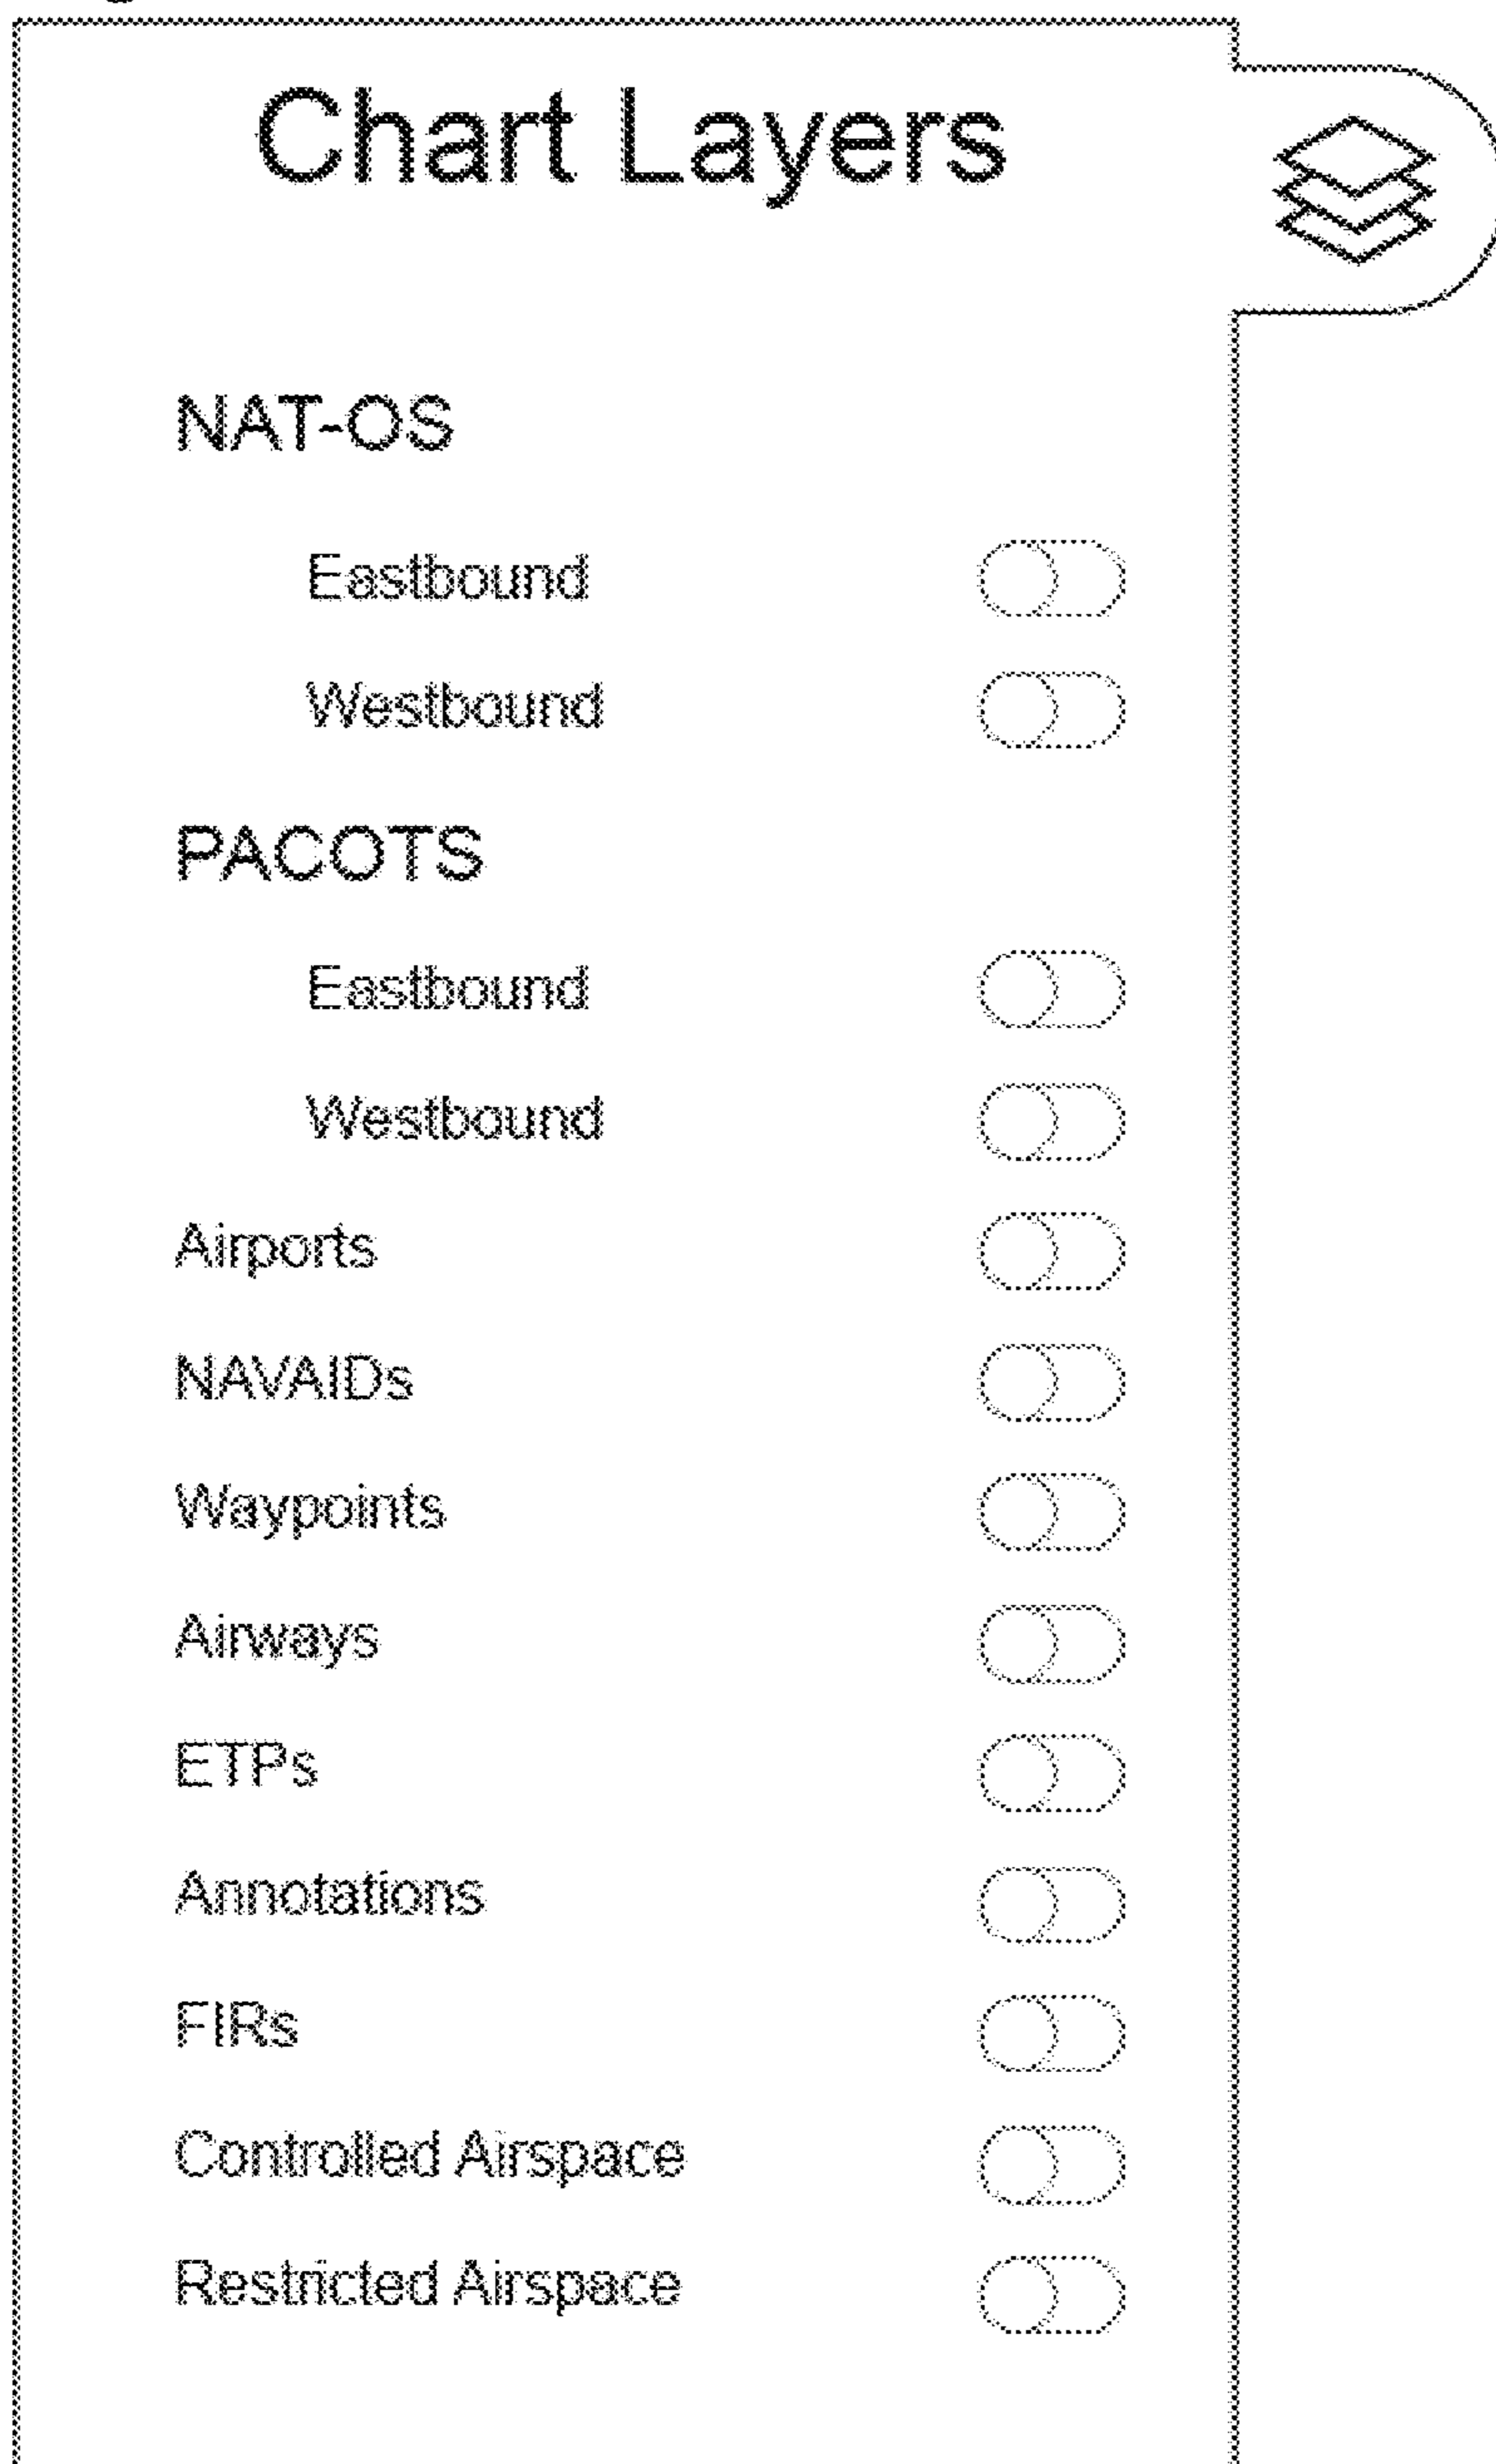 Chart Layers
NAT-OS
Eastbound
Westbound
PACOTS
Eastbound
Westbound
Airports
NAVAIDs
Waypoints
Airways
ETPs
Annotations
FIRs
Controlled Airspace
Restricted Airspace